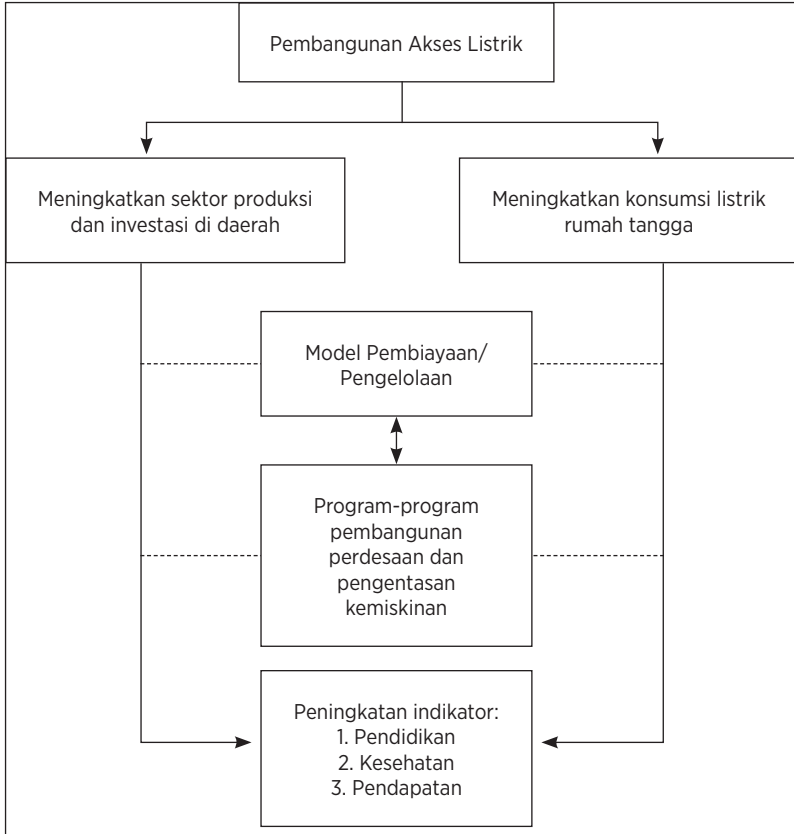 Pembangunan Akses Listrik
Meningkatkan sektor produksi
dan investasi di daerah
Meningkatkan konsumsi listrik
rumah tangga
Model Pembiayaan/
Pengelolaan
Program-program
pembangunan
perdesaan dan
pengentasan
kemiskinan
Peningkatan indikator:
1. Pendidikan
2. Kesehatan
3. Pendapatan